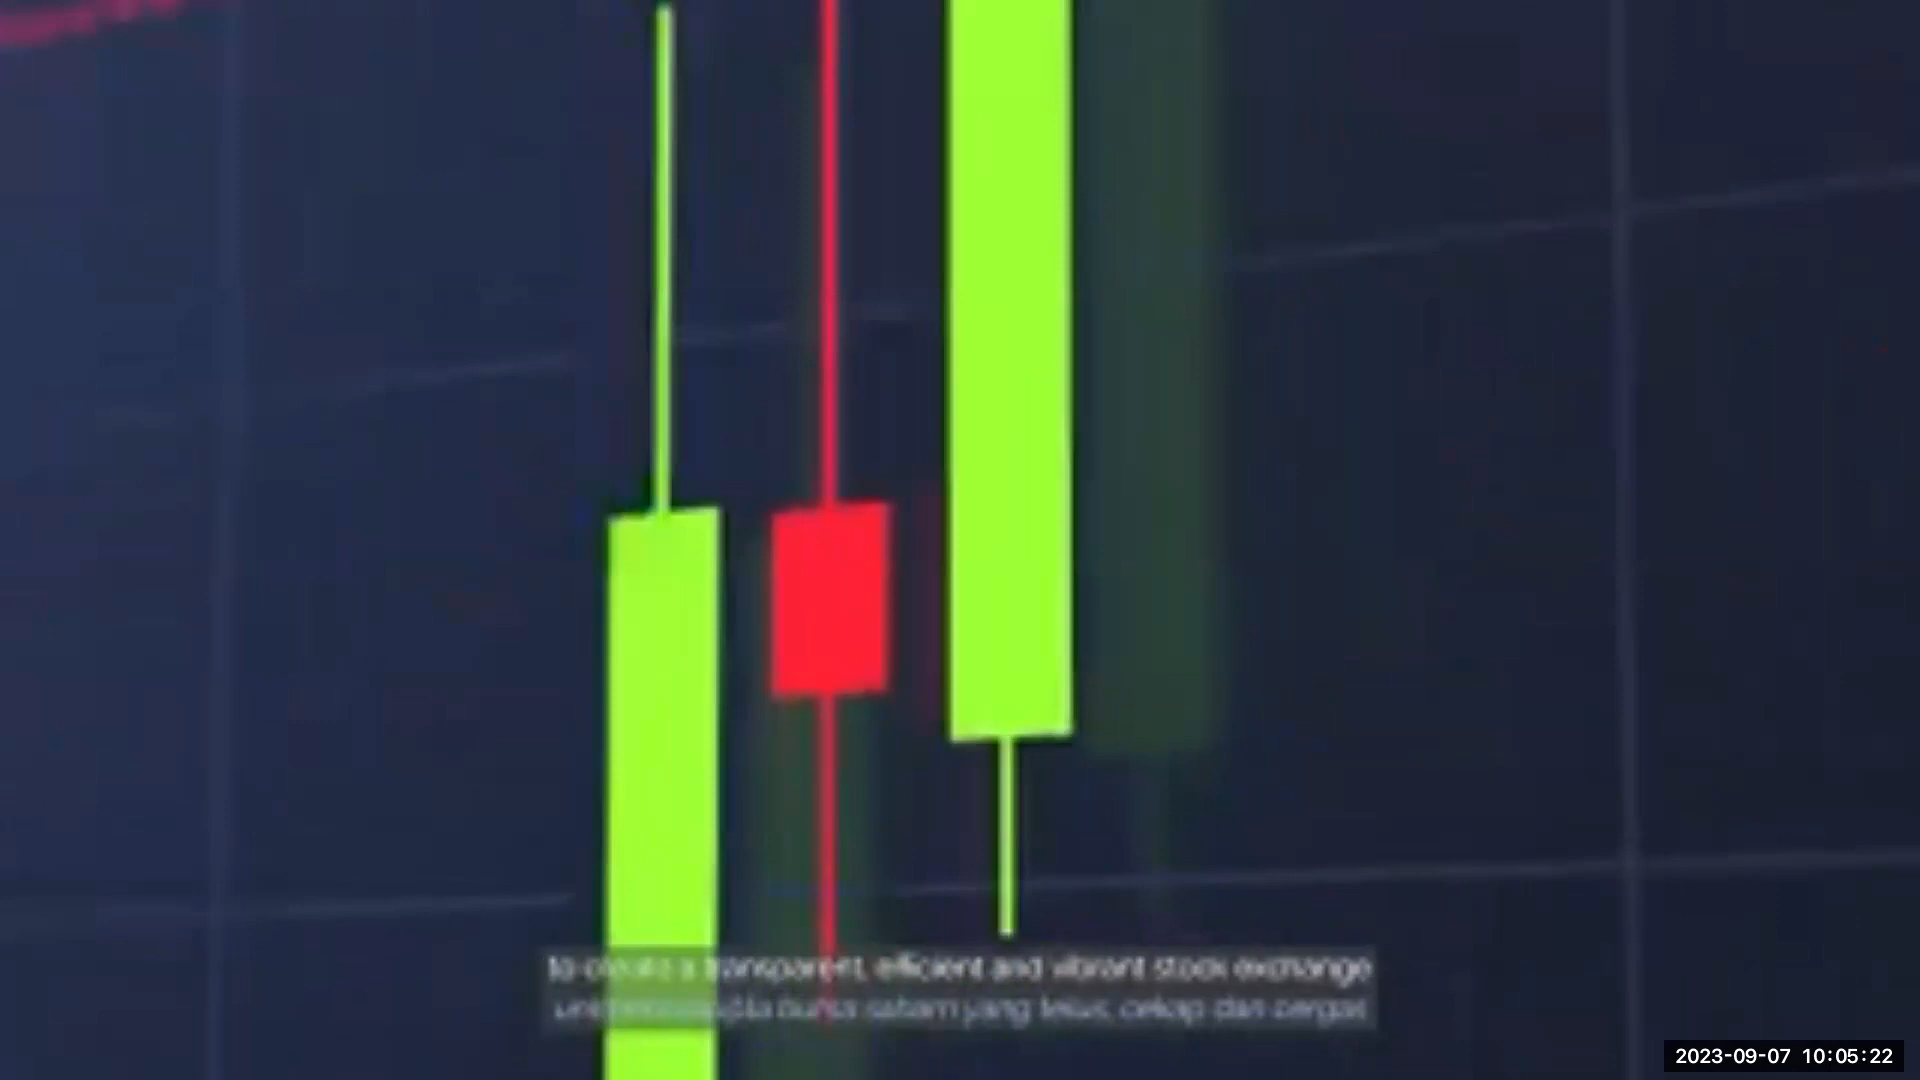 to create a transparent, efficient and vibrant stock exchange
bursa saham yang telus, cekap dan cergas
2023-09-07 10:05:22